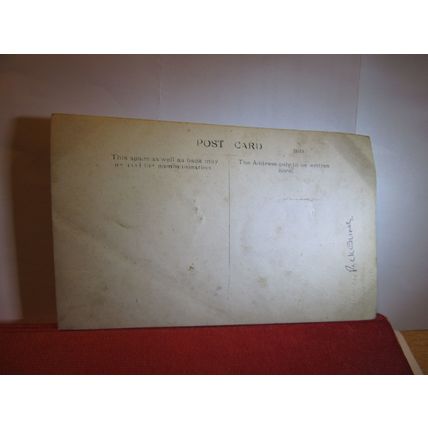 POST CARD
This space as well as back may
be used for communication.
The Address only to be written
here.